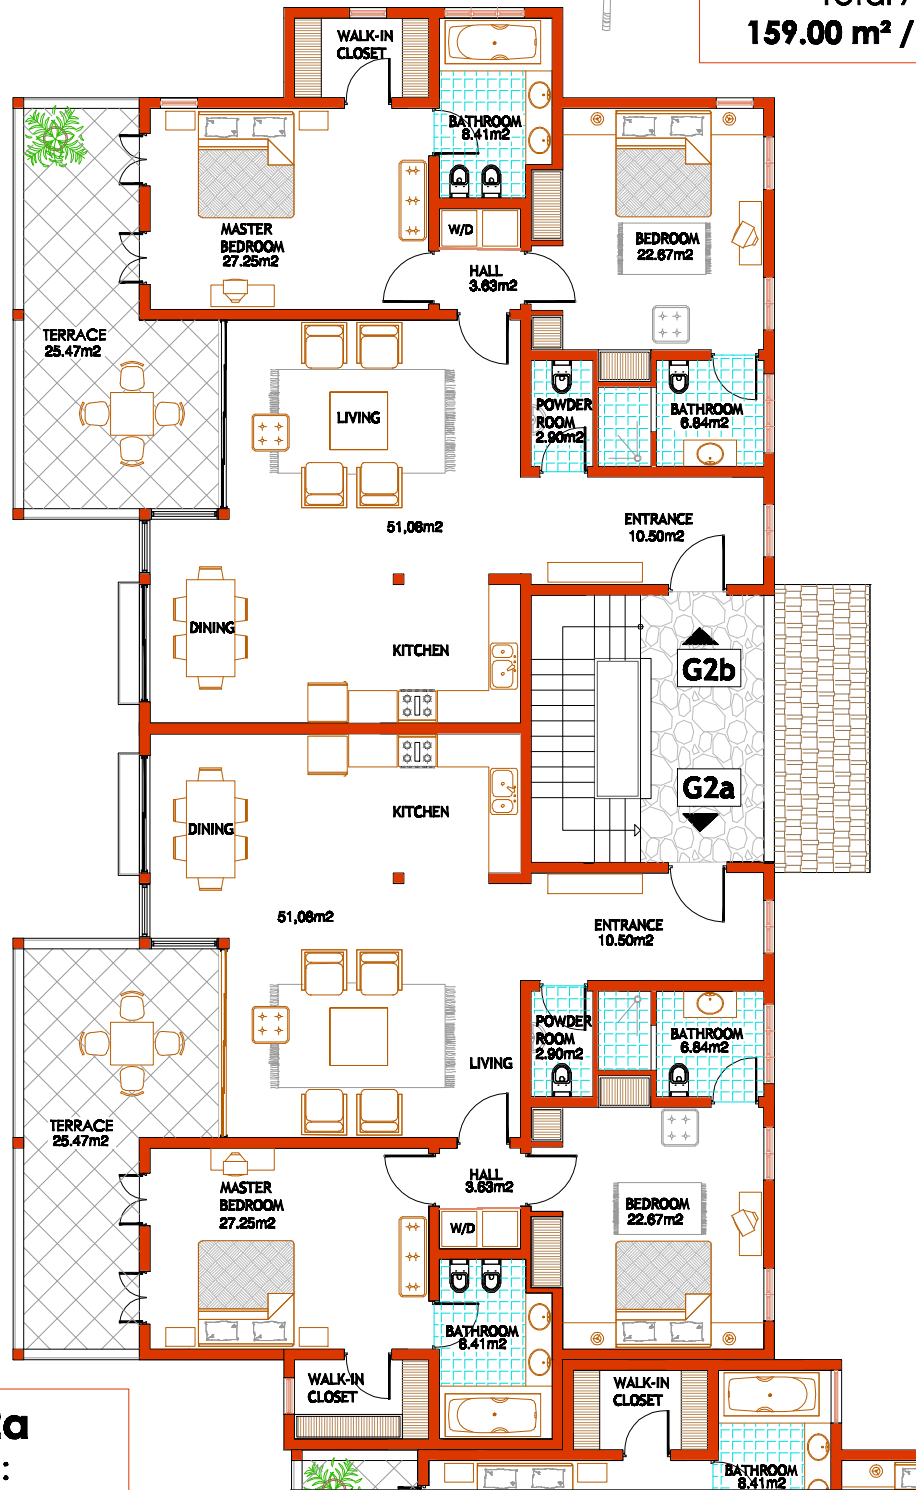 159.00 m² /
WALK-IN
CLOSET
BATHROOM
8.41m2
MASTER
BEDROOM
27.25m2
W/D
BEDROOM
22.67m2
HALL
3.63m2
TERRACE
25.47m2
LIVING
POWDER
ROOM
2.90m2
BATHROOM
6.84m2
51,08m2
ENTRANCE
10.50m2
DINING
KITCHEN
G2b
G2a
DINING
KITCHEN
51,08m2
ENTRANCE
10.50m2
POWDER
ROOM
2.90m2
BATHROOM
6.84m2
LIVING
TERRACE
25.47m2
HALL
3.63m2
MASTER
BEDROOM
27.25m2
W/D
BEDROOM
22.67m2
BATHROOM
8.41m2
WALK-IN
CLOSET
WALK-IN
CLOSET
a
:
BATHROOM
8.41m2